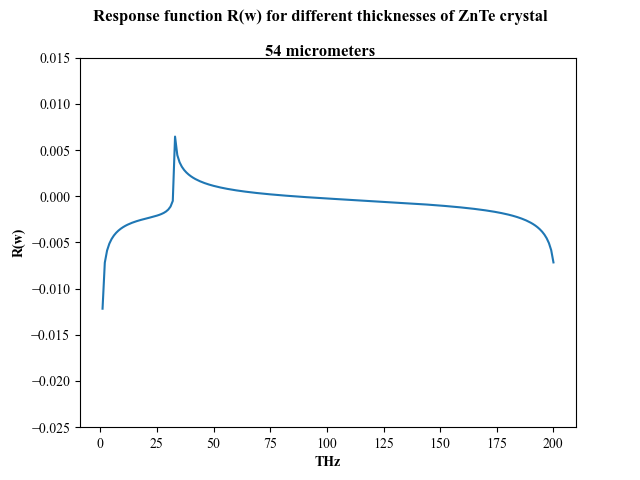 Response function R(w) for different thicknesses of ZnTe crystal
54 micrometers
0.015
0.010
0.005
0.000
−0.005
−0.010
−0.015
−0.020
−0.025
R(w)
0 25 50 75 100 125 150 175 200
THz